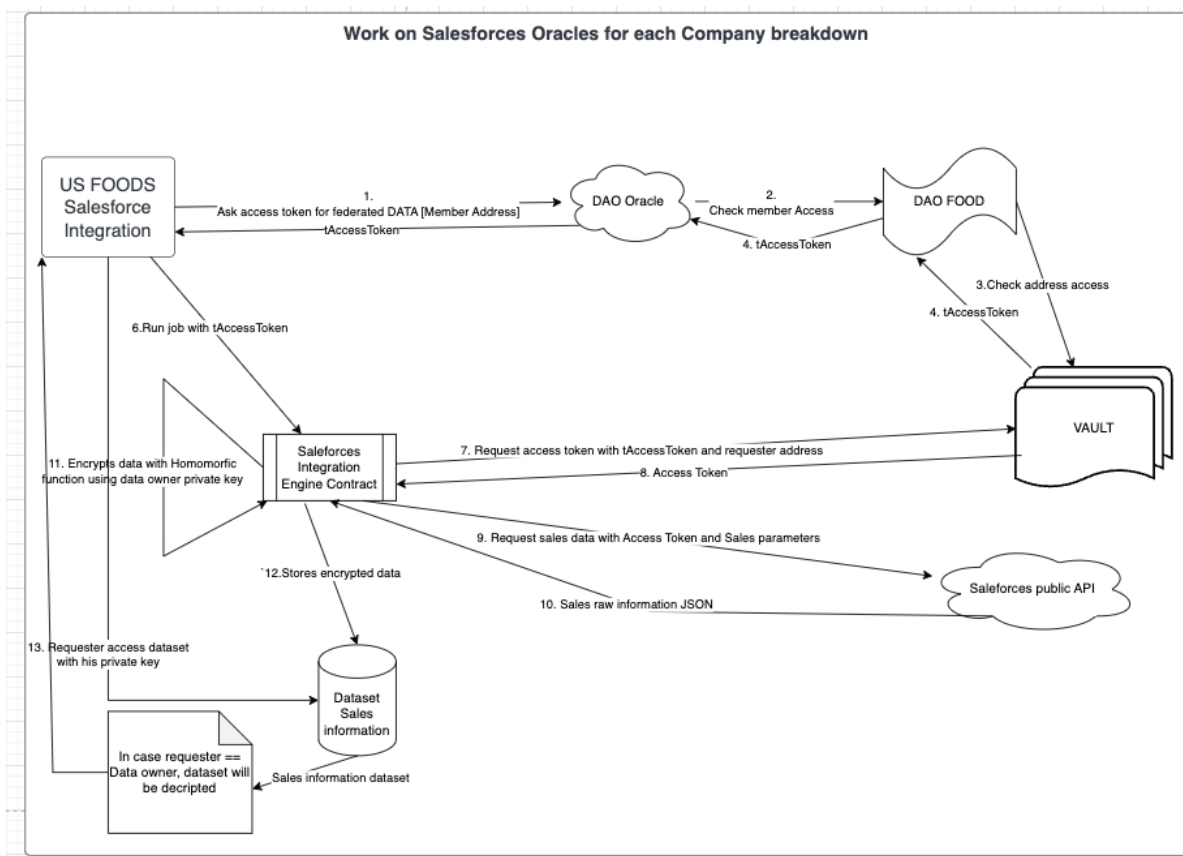 Work on Salesforces Oracles for each Company breakdown
US FOODS
Salesforce
Integration
1.
Ask access token for federated DATA [Member Address]
tAccessToken
DAO Oracle
2.
Check member Access
4. tAccessToken
DAO FOOD
3.Check address access
4. tAccessToken
6.Run job with tAccessToken
VAULT
Saleforces
Integration
Engine Contract
7. Request access token with tAccessToken and requester address
8. Access Token
11. Encrypts data with Homomorfic
function using data owner private key
9. Request sales data with Access Token and Sales parameters
`12.Stores encrypted data
Saleforces public API
10. Sales raw information JSON
13. Requester access dataset
with his private key
Dataset
Sales
information
In case requester ==
Data owner, dataset will
be decripted
Sales information dataset